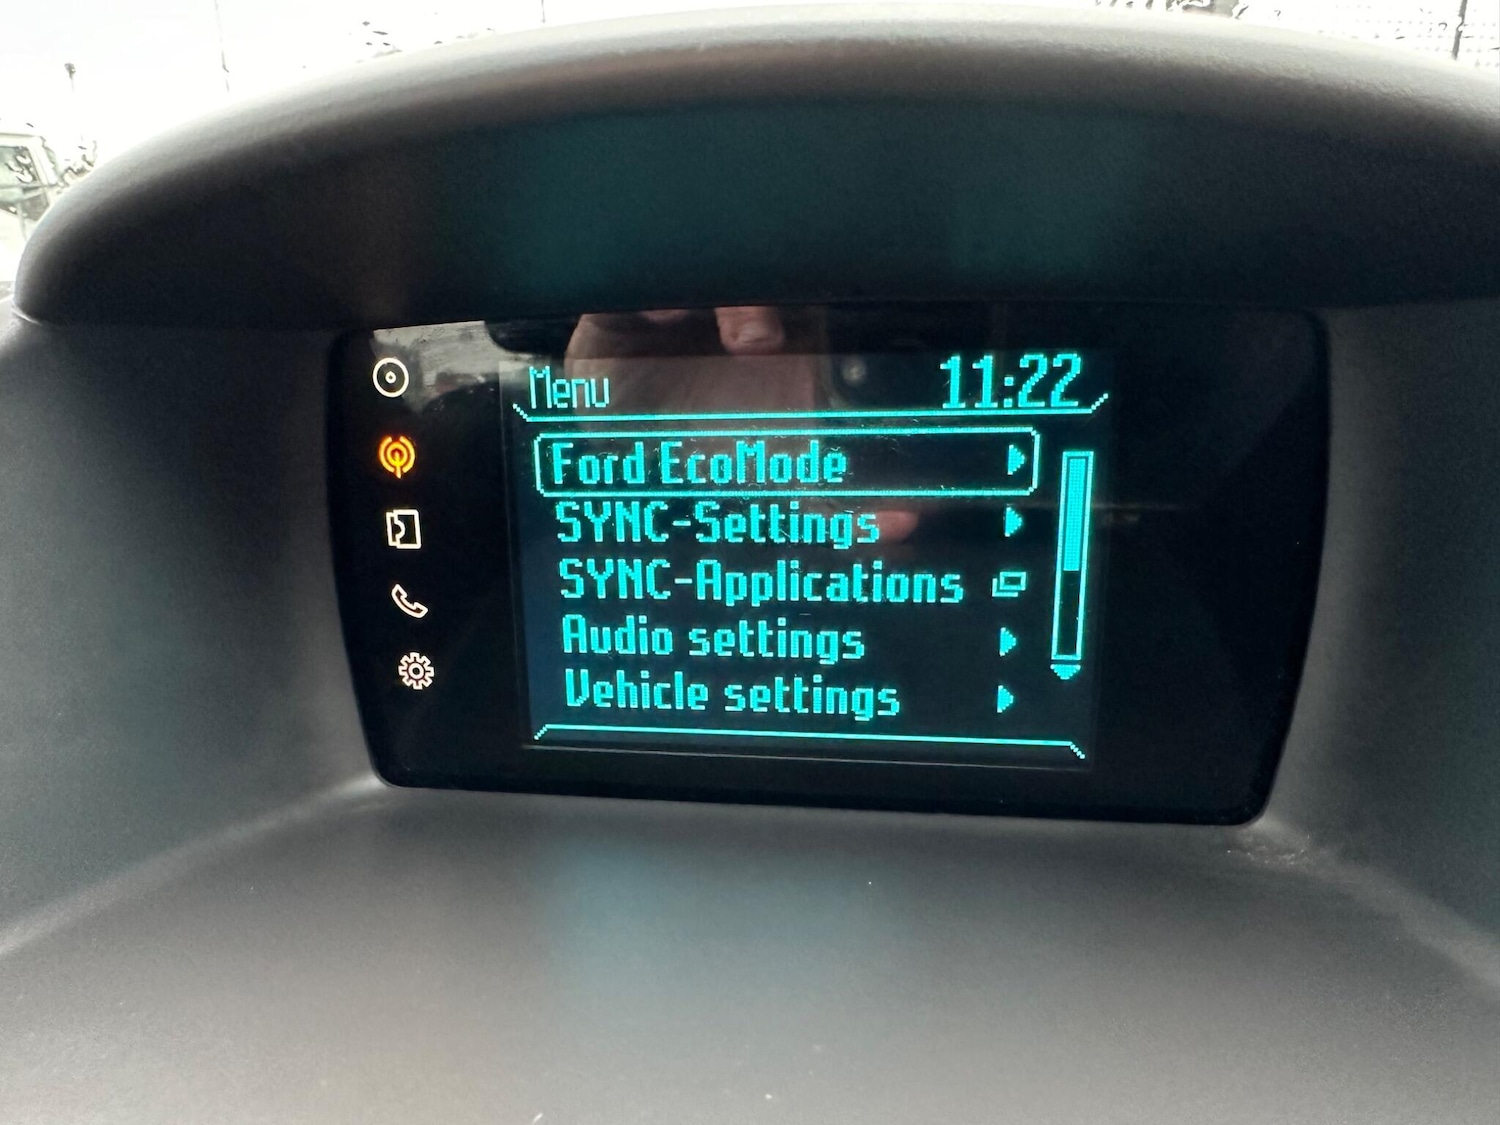 Menu 11:22
Ford EcoMode
SYNC-Settings
SYNC-Applications
Audio settings
Vehicle settings